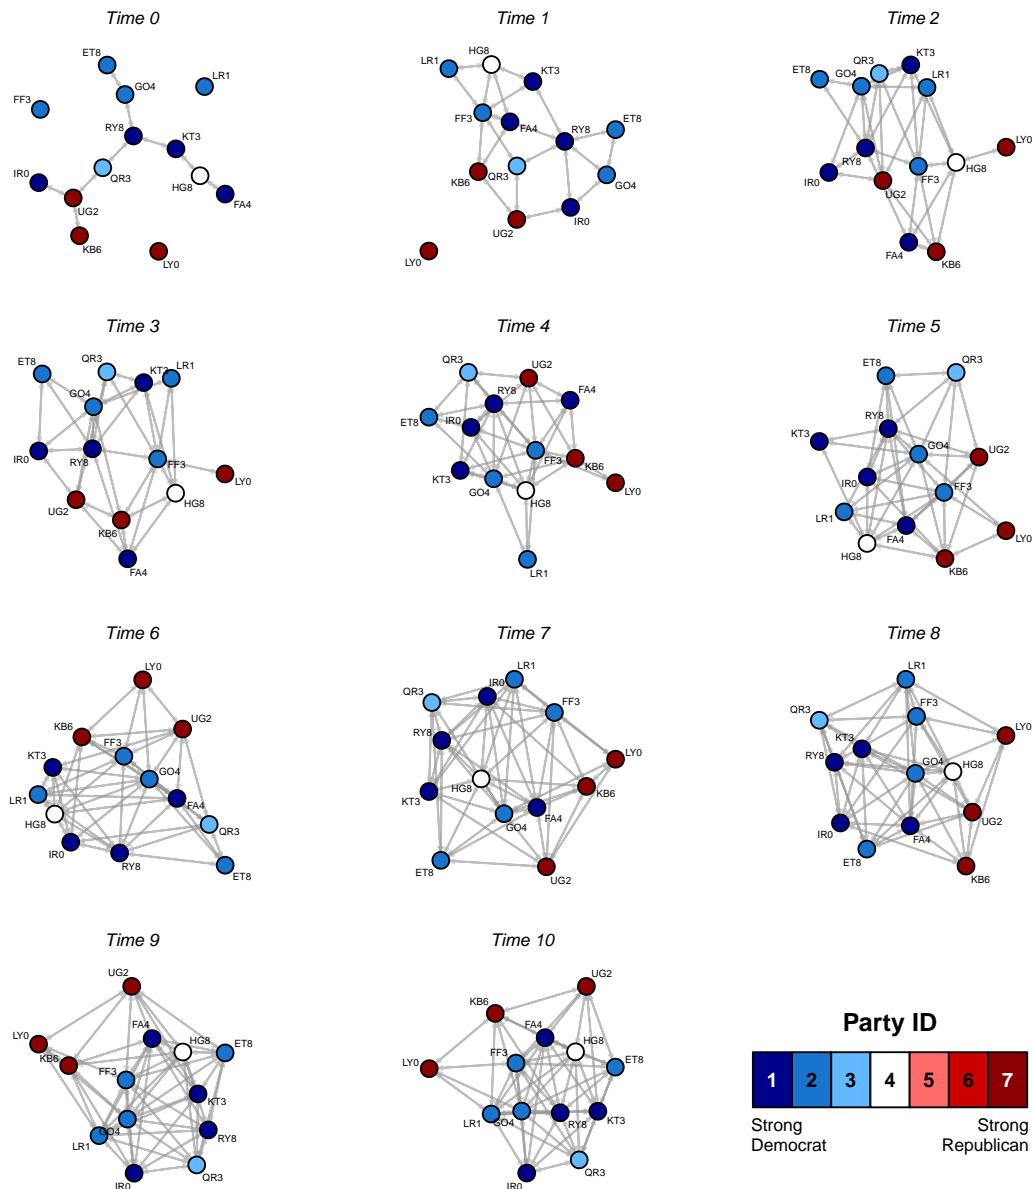 Time 0
ET8
GO4
LR1
FF3
RY8
KT3
QR3
HG8
IR0
FA4
UG2
KB6
LY0
Time 1
HG8
LR1
KT3
FF3
FA4
RY8
ET8
KB6
QR3
GO4
UG2
IR0
LY0
Time 2
QR3
KT3
ET8
GO4
LR1
LY0
RY8
IR0
UG2
FF3
HG8
FA4
KB6
Time 3
ET8
QR3
KT3
LR1
GO4
IR0
RY8
FF3
LY0
UG2
HG8
KB6
FA4
Time 4
QR3
UG2
RY8
FA4
ET8
IR0
FF3
KB6
KT3
GO4
LY0
HG8
LR1
Time 5
ET8
QR3
RY8
KT3
GO4
UG2
IR0
FF3
LR1
FA4
LY0
HG8
KB6
Time 6
LY0
KB6
UG2
FF3
KT3
GO4
LR1
FA4
HG8
QR3
IR0
RY8
ET8
Time 7
LR1
QR3
IR0
FF3
RY8
LY0
KT3
HG8
KB6
GO4
FA4
ET8
UG2
Time 8
LR1
QR3
FF3
KT3
LY0
RY8
GO4
HG8
IR0
FA4
UG2
ET8
KB6
Time 9
UG2
LY0
FA4
HG8
ET8
KB6
FF3
KT3
GO4
LR1
RY8
IR0
QR3
Time 10
UG2
KB6
FA4
HG8
LY0
FF3
ET8
LR1
GO4
RY8
KT3
IR0
QR3
Party ID
1 2 3 4 5 6 7
Strong Democrat
Strong Republican